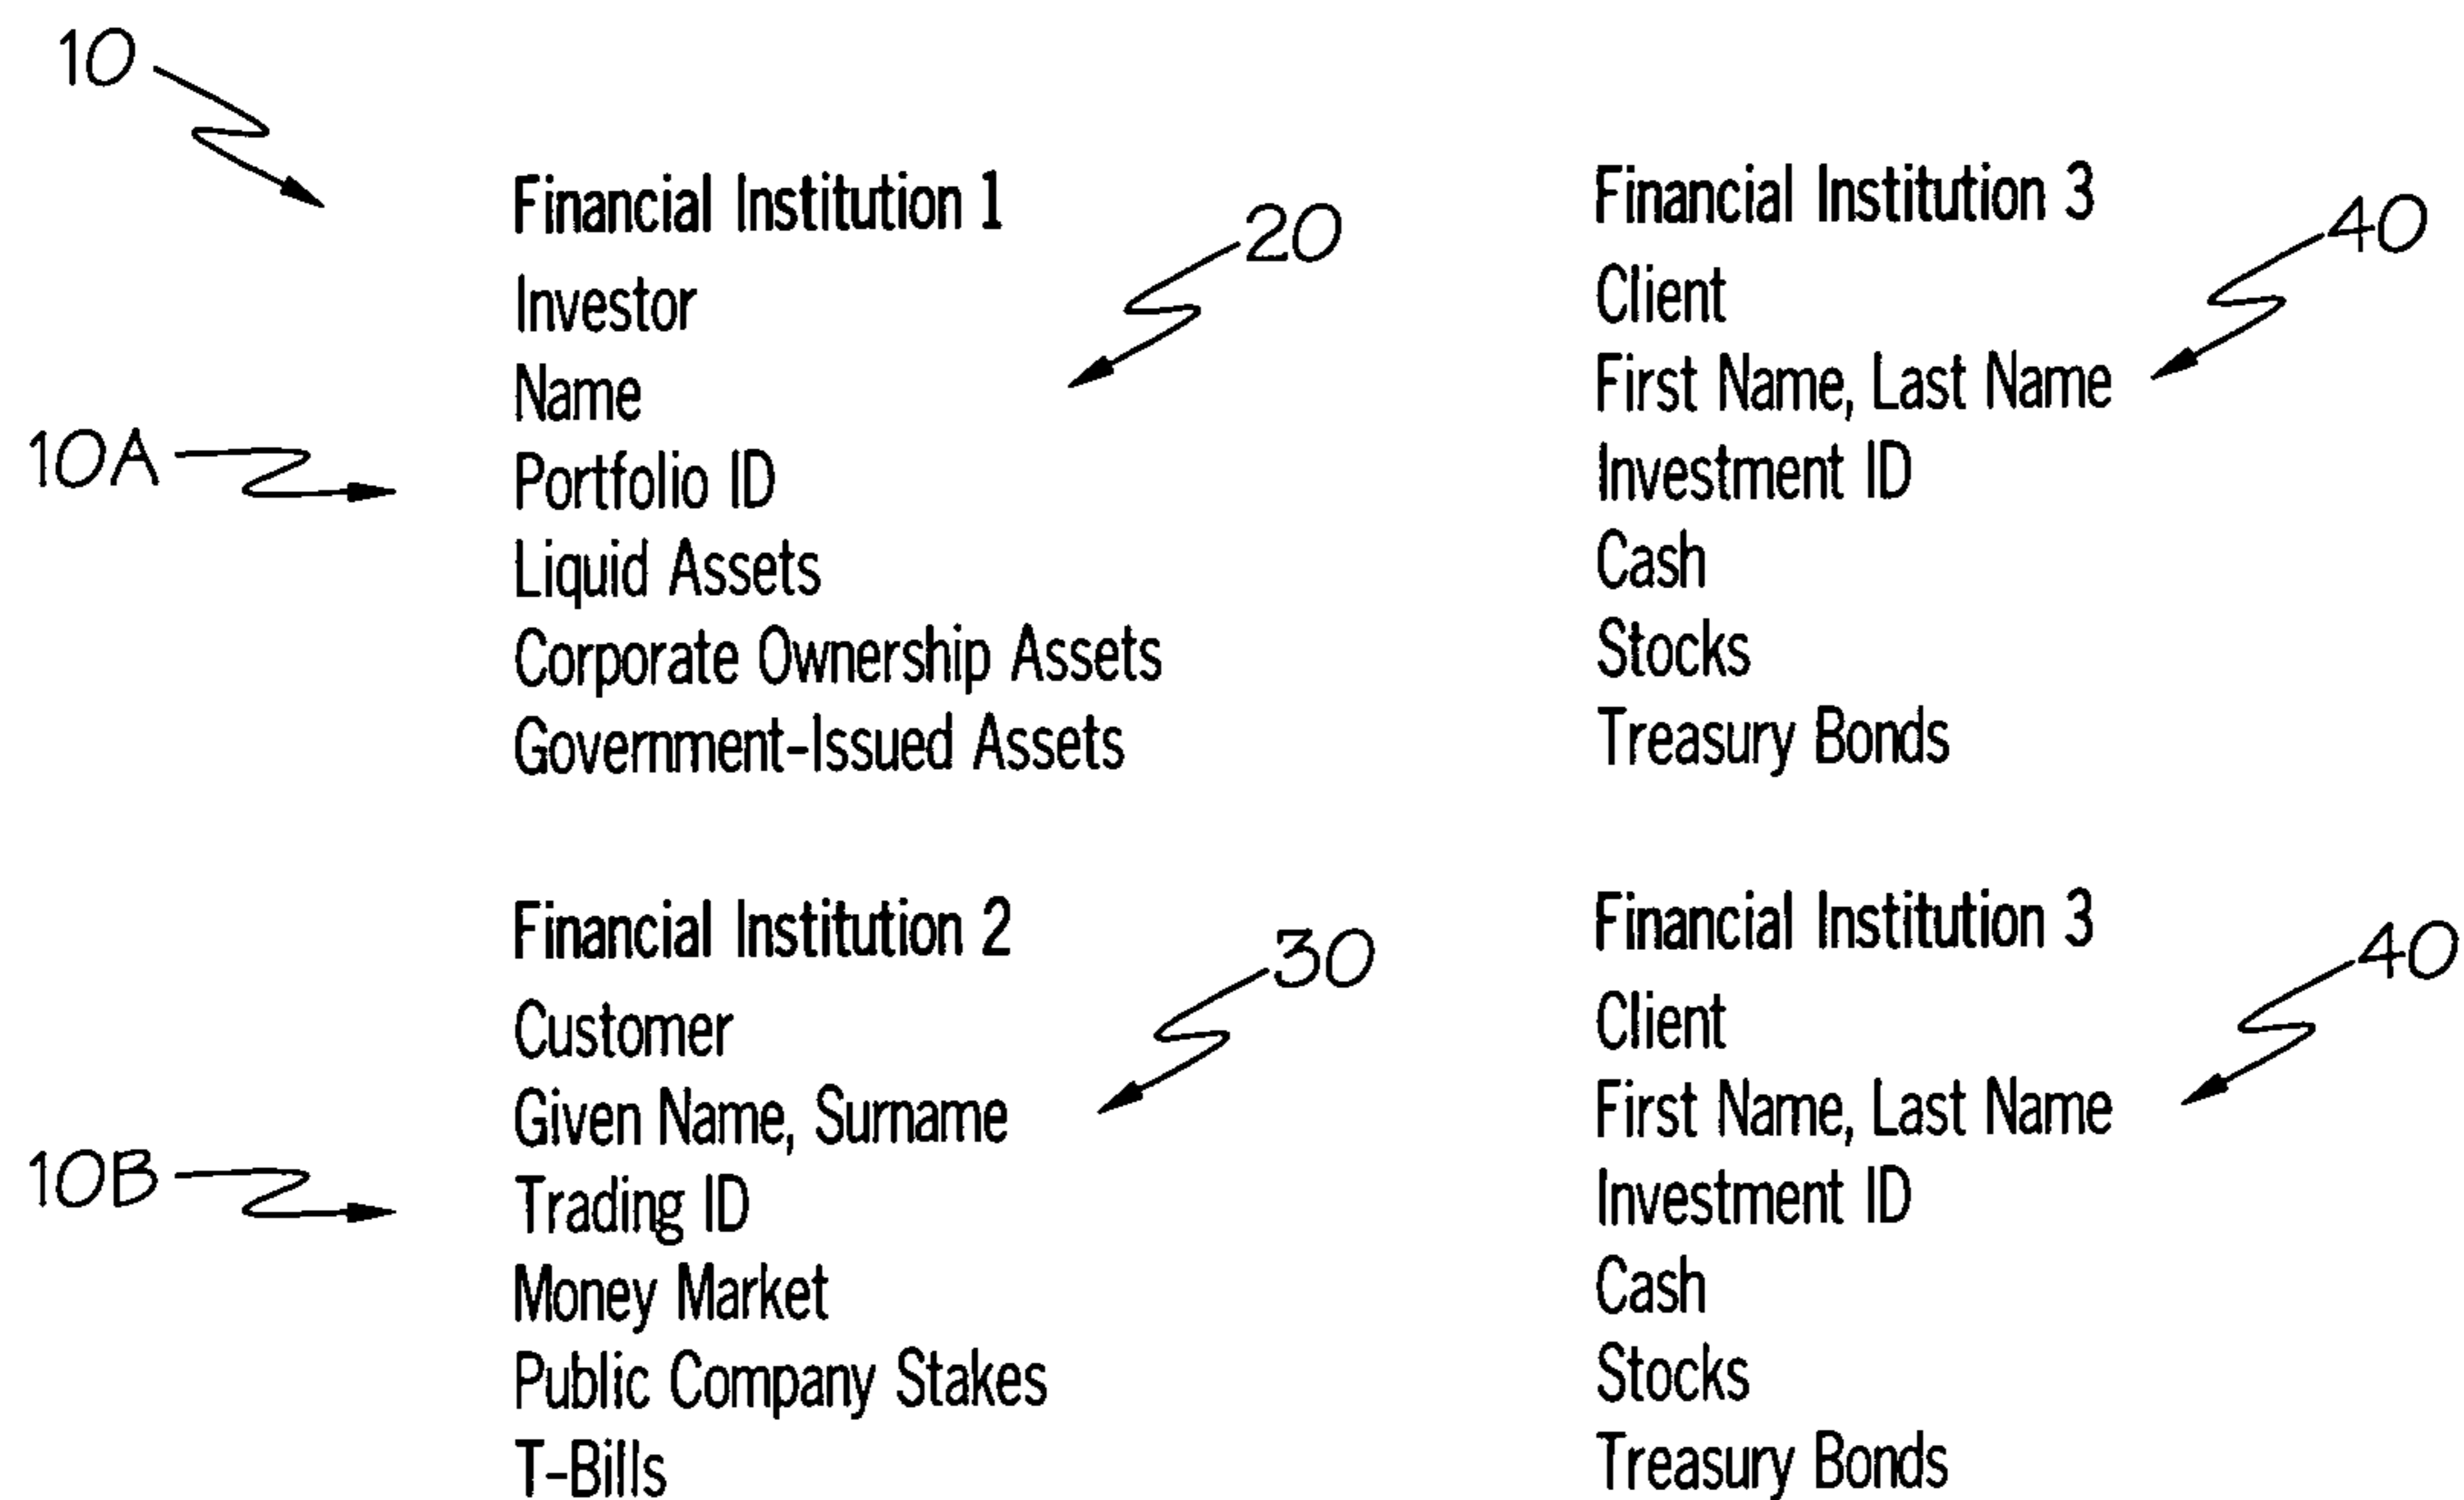 10
Financial Institution 1
20
Investor
Name
10A
Portfolio ID
Liquid Assets
Corporate Ownership Assets
Government-Issued Assets
Financial Institution 3
40
Client
First Name, Last Name
Investment ID
Cash
Stocks
Treasury Bonds
Financial Institution 2
30
Customer
Given Name, Surname
10B
Trading ID
Money Market
Public Company Stakes
T-Bills
Financial Institution 3
40
Client
First Name, Last Name
Investment ID
Cash
Stocks
Treasury Bonds